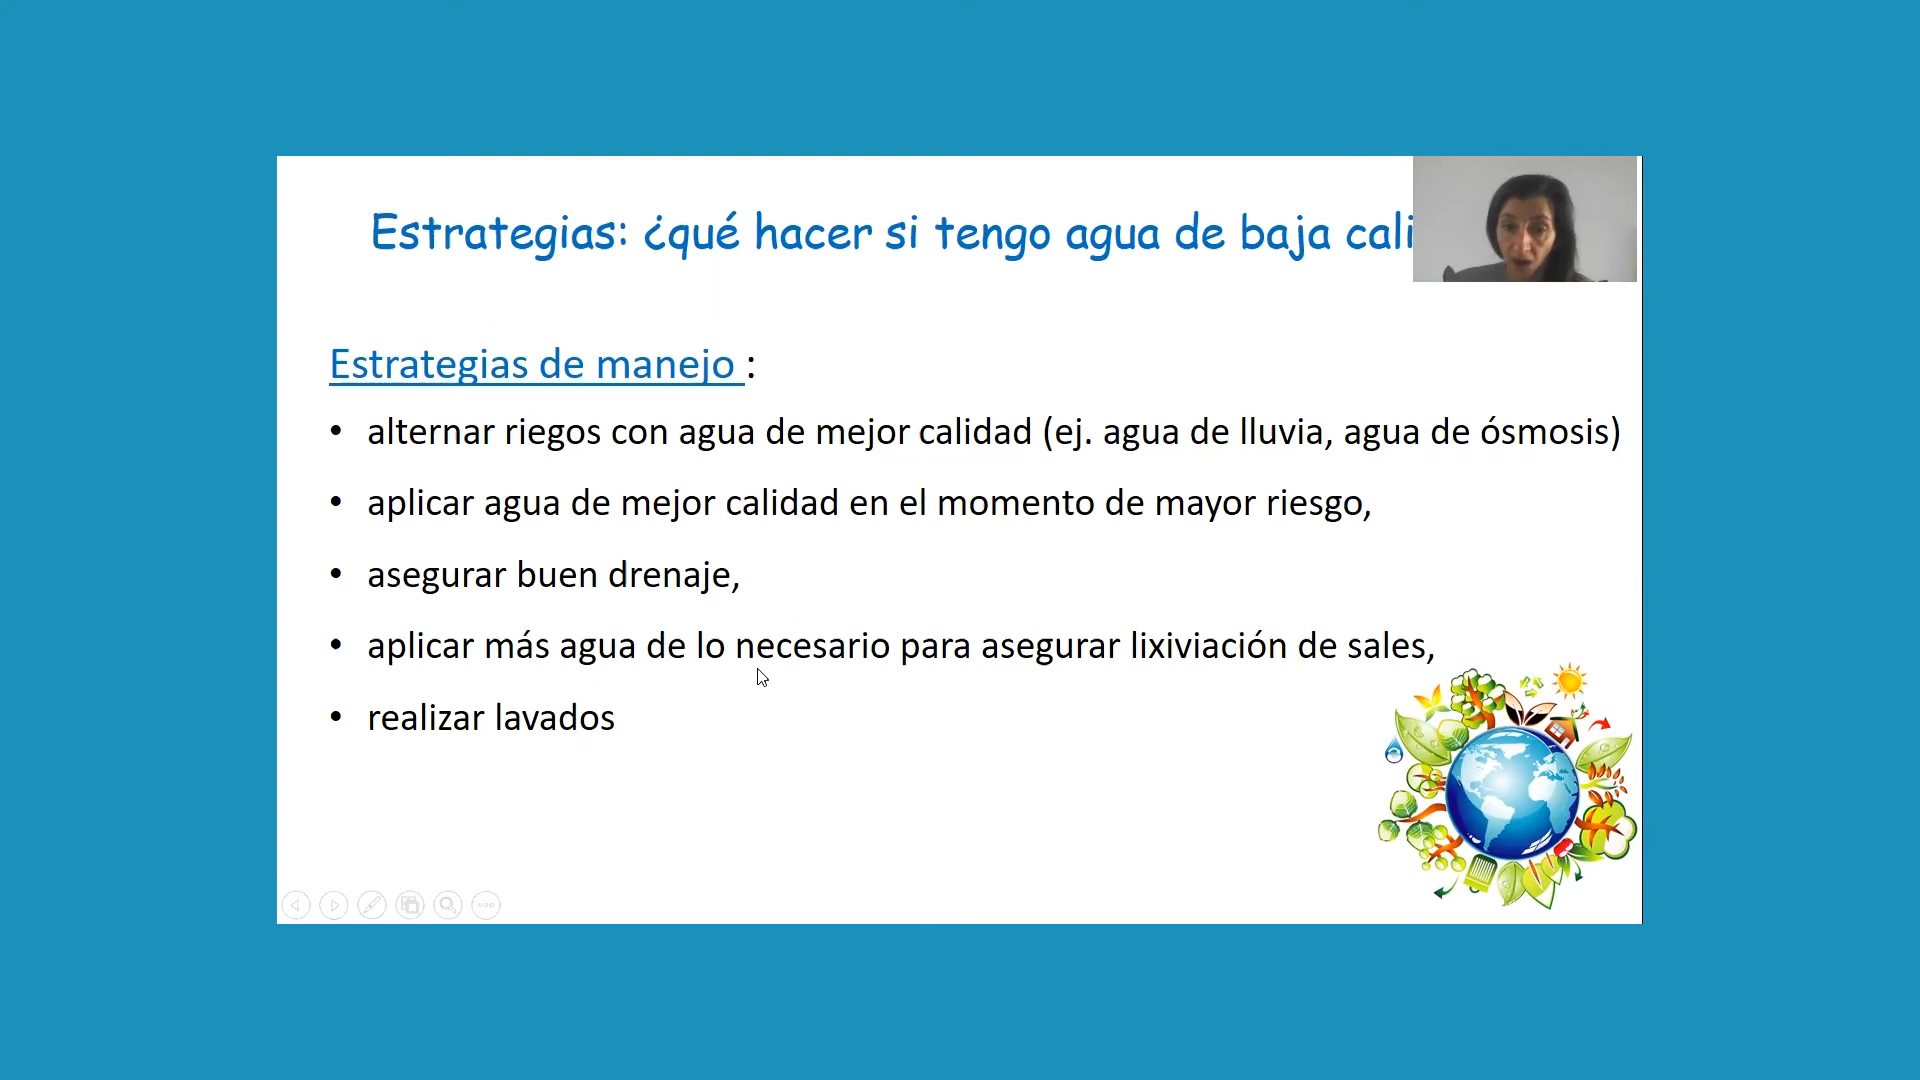 Estrategias: ¿qué hacer si tengo agua de baja
Estrategias de manejo :
• alternar riegos con agua de mejor calidad (ej. agua de lluvia, agua de ósmosis)
• aplicar agua de mejor calidad en el momento de mayor riesgo,
• asegurar buen drenaje,
• aplicar más agua de lo necesario para asegurar lixiviación de sales,
• realizar lavados